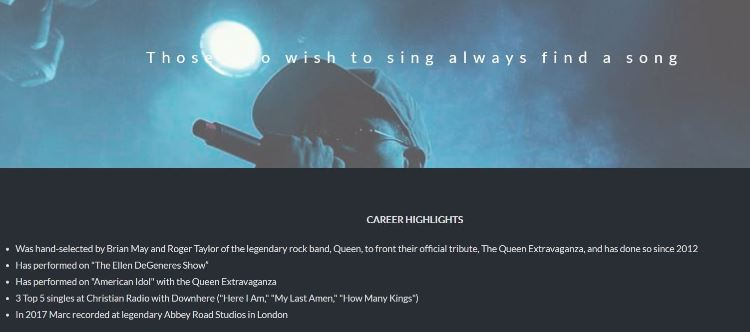 Those o wish to sing always find a song
CAREER HIGHLIGHTS
• Was hand-selected by Brian May and Roger Taylor of the legendary rock band, Queen, to front their official tribute, The Queen Extravaganza, and has done so since 2012
• Has performed on "The Ellen DeGeneres Show"
• Has performed on "American Idol" with the Queen Extravaganza
• 3 Top 5 singles at Christian Radio with Downhere ("Here I Am," "My Last Amen," "How Many Kings")
• In 2017 Marc recorded at legendary Abbey Road Studios in London